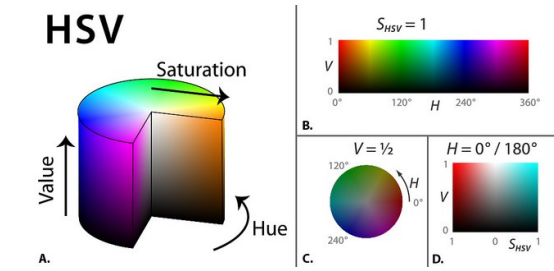 HSV
Saturation
Value
Hue
A.
S_HSV = 1
1
V
0
0°
120°
240°
360°
H
B.
V = ½
120°
H
0°
240°
C.
H = 0° / 180°
1
V
0
1
0
1
S_HSV
D.